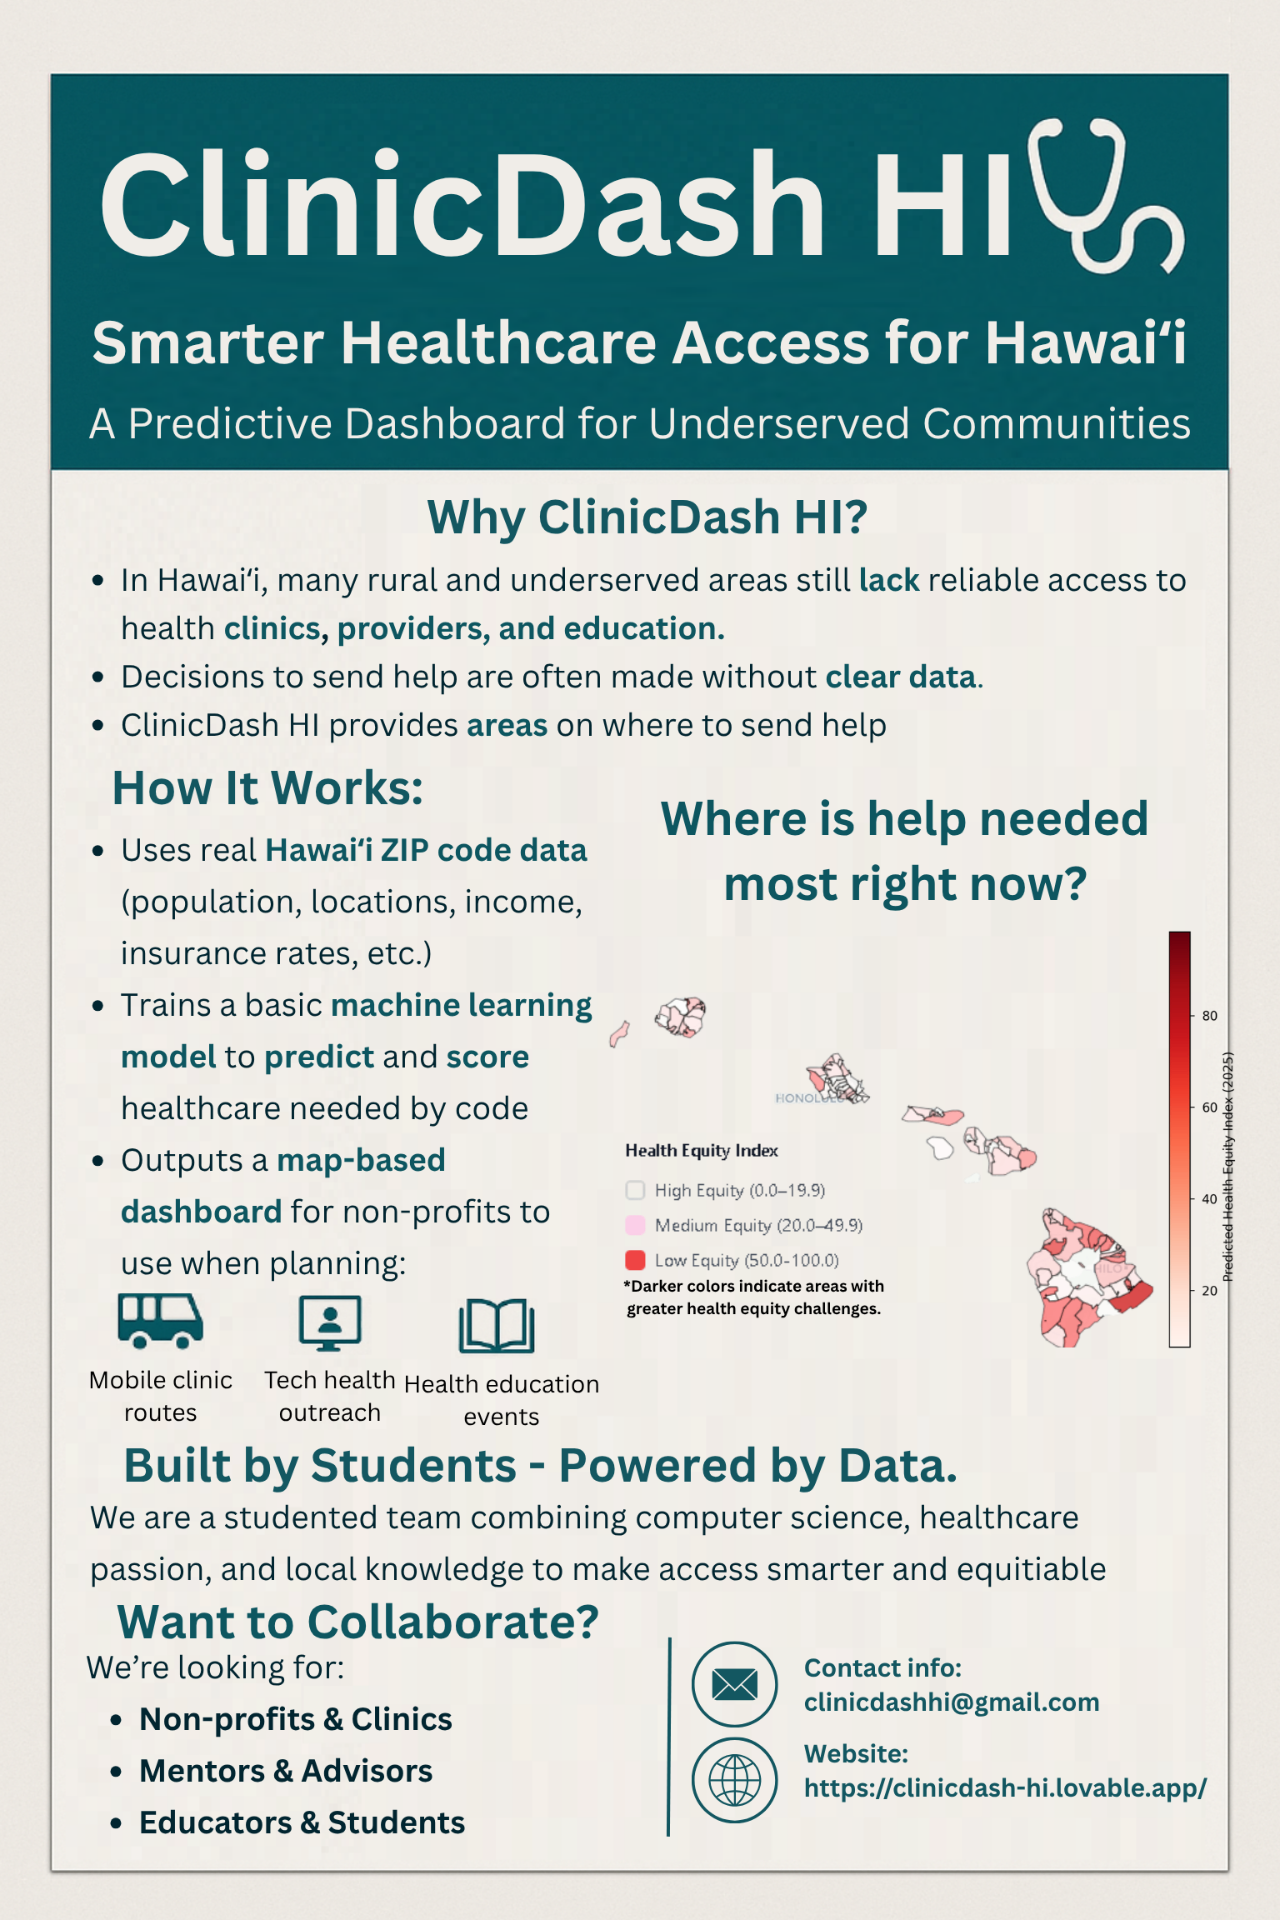 ClinicDash HI
Smarter Healthcare Access for Hawaiʻi
A Predictive Dashboard for Underserved Communities
Why ClinicDash HI?
• In Hawaiʻi, many rural and underserved areas still lack reliable access to
health clinics, providers, and education.
• Decisions to send help are often made without clear data.
• ClinicDash HI provides areas on where to send help
How It Works:
• Uses real Hawaiʻi ZIP code data
(population, locations, income,
insurance rates, etc.)
• Trains a basic machine learning
model to predict and score
healthcare needed by code
• Outputs a map-based
dashboard for non-profits to
use when planning:
Mobile clinic
routes
Tech health
outreach
Health education
events
Where is help needed
most right now?
HONOLULU
HILO
Health Equity Index
High Equity (0.0–19.9)
Medium Equity (20.0–49.9)
Low Equity (50.0-100.0)
*Darker colors indicate areas with
greater health equity challenges.
80
60
40
20
Predicted Health Equity Index (2025)
Built by Students - Powered by Data.
We are a studented team combining computer science, healthcare
passion, and local knowledge to make access smarter and equitiable
Want to Collaborate?
We’re looking for:
• Non-profits & Clinics
• Mentors & Advisors
• Educators & Students
Contact info:
clinicdashhi@gmail.com
Website:
https://clinicdash-hi.lovable.app/